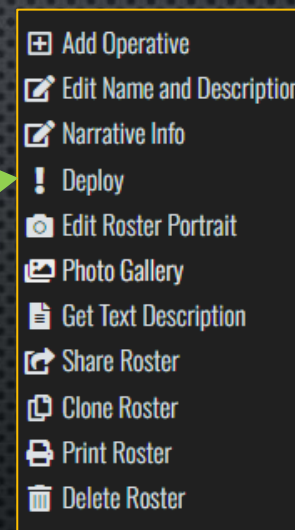 Add Operative
Edit Name and Description
Narrative Info
Deploy
Edit Roster Portrait
Photo Gallery
Get Text Description
Share Roster
Clone Roster
Print Roster
Delete Roster